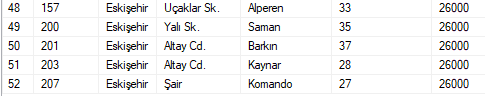 48 157 Eskişehir Uçaklar Sk. Alperen 33 26000
49 200 Eskişehir Yalı Sk. Saman 35 26000
50 201 Eskişehir Altay Cd. Barkın 37 26000
51 203 Eskişehir Altay Cd. Kaynar 28 26000
52 207 Eskişehir Şair Komando 27 26000